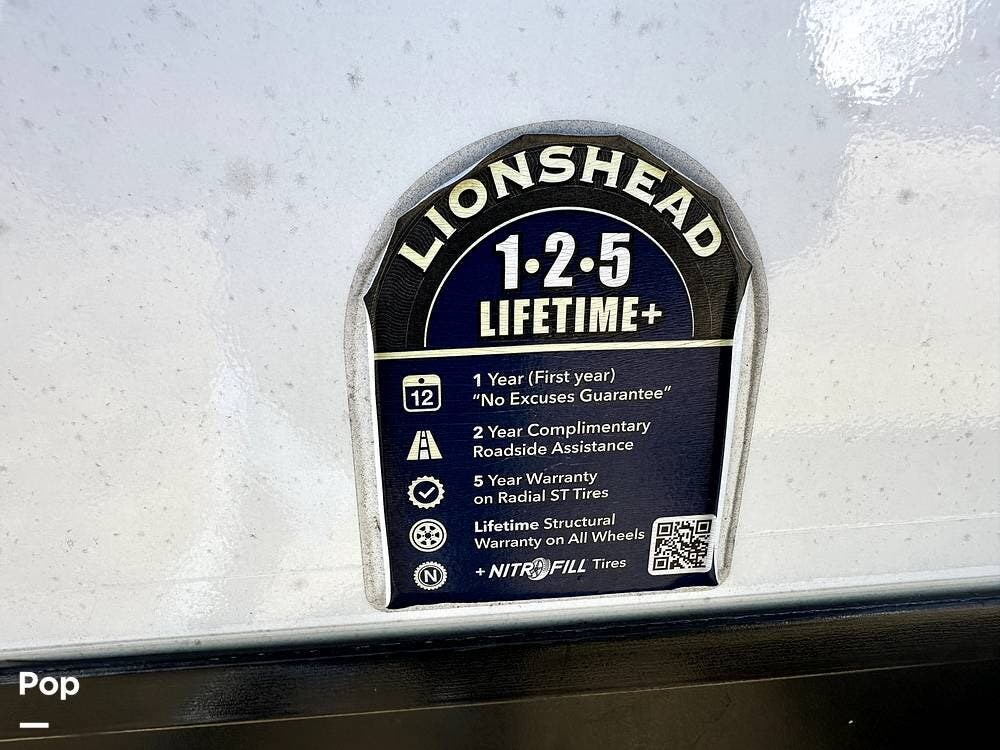 LIONSHEAD
1•2•5
LIFETIME+
12
1 Year (First year)
“No Excuses Guarantee”
2 Year Complimentary
Roadside Assistance
5 Year Warranty
on Radial ST Tires
Lifetime Structural
Warranty on All Wheels
N
+ NITROFILL Tires
Pop